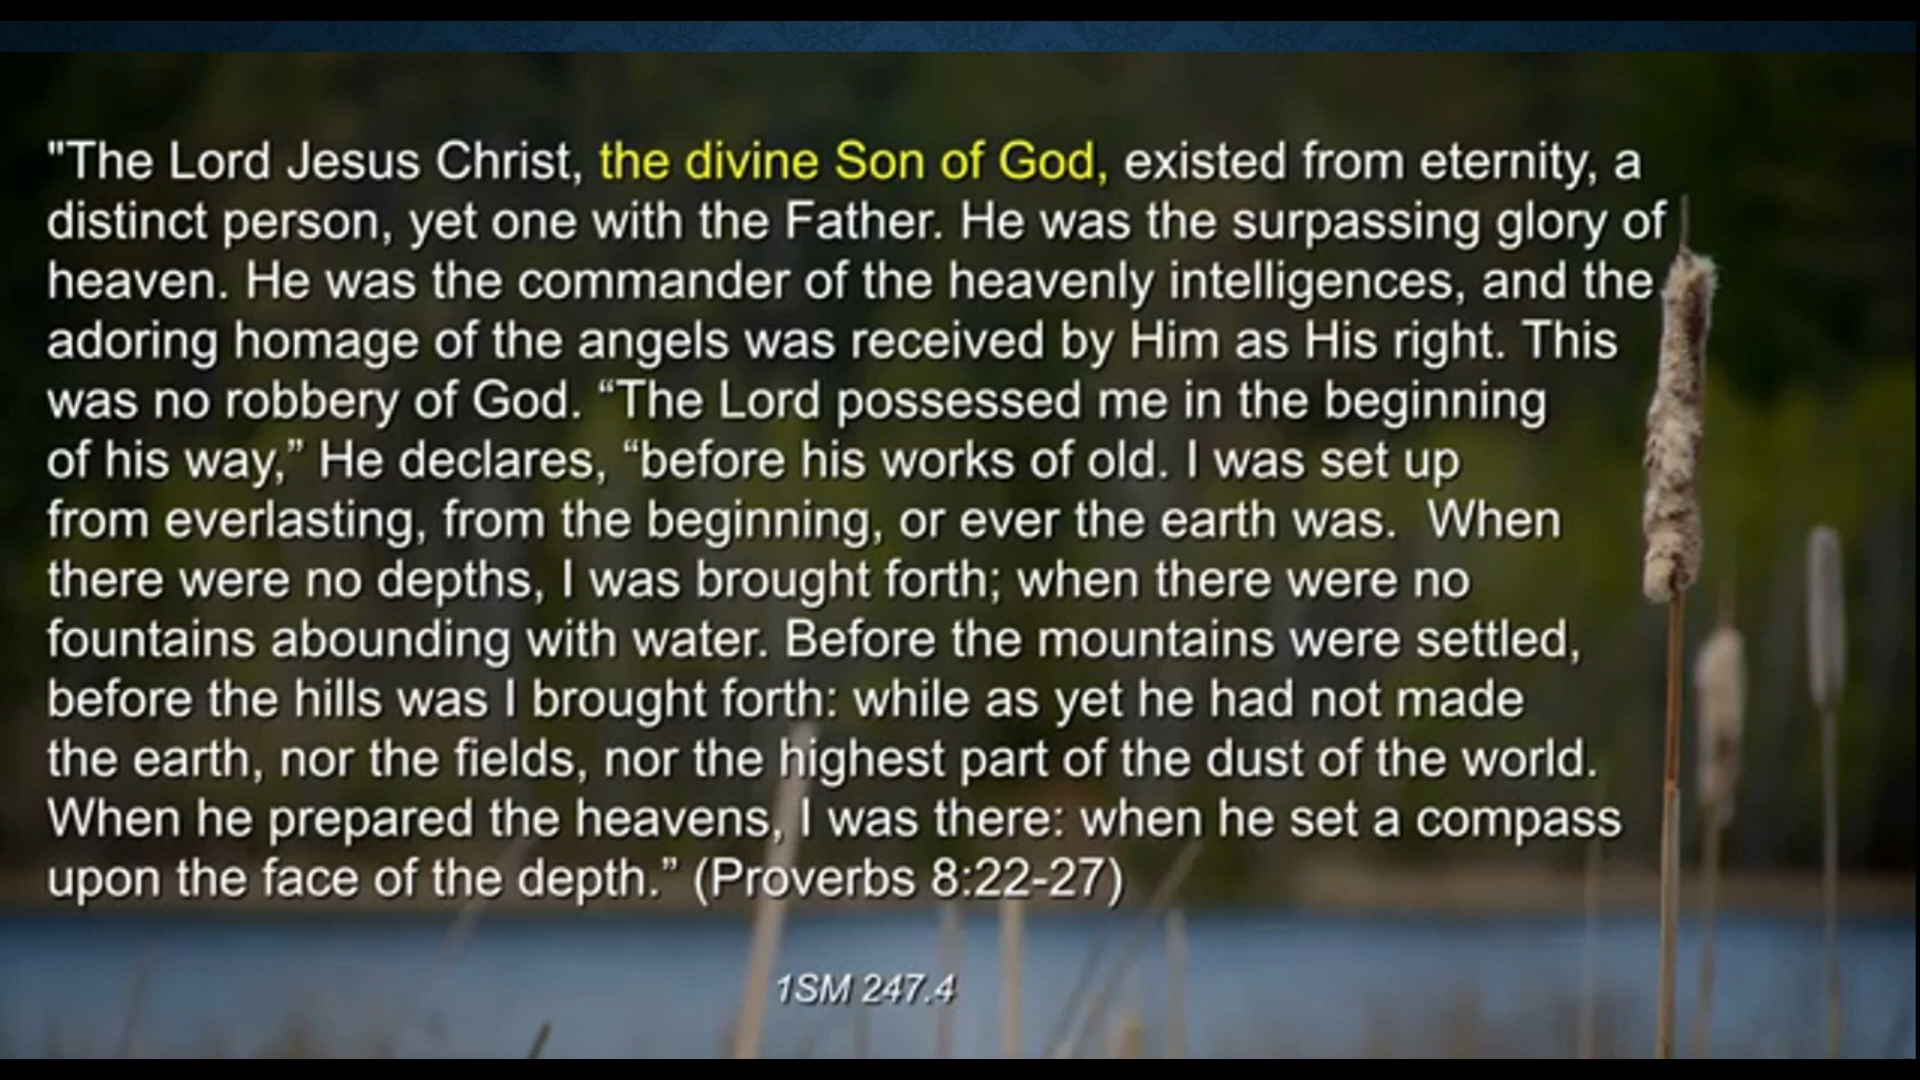 "The Lord Jesus Christ, the divine Son of God, existed from eternity, a
distinct person, yet one with the Father. He was the surpassing glory of
heaven. He was the commander of the heavenly intelligences, and the
adoring homage of the angels was received by Him as His right. This
was no robbery of God. “The Lord possessed me in the beginning
of his way,” He declares, “before his works of old. I was set up
from everlasting, from the beginning, or ever the earth was.  When
there were no depths, I was brought forth; when there were no
fountains abounding with water. Before the mountains were settled,
before the hills was I brought forth: while as yet he had not made
the earth, nor the fields, nor the highest part of the dust of the world.
When he prepared the heavens, I was there: when he set a compass
upon the face of the depth.” (Proverbs 8:22-27)
1SM 247.4